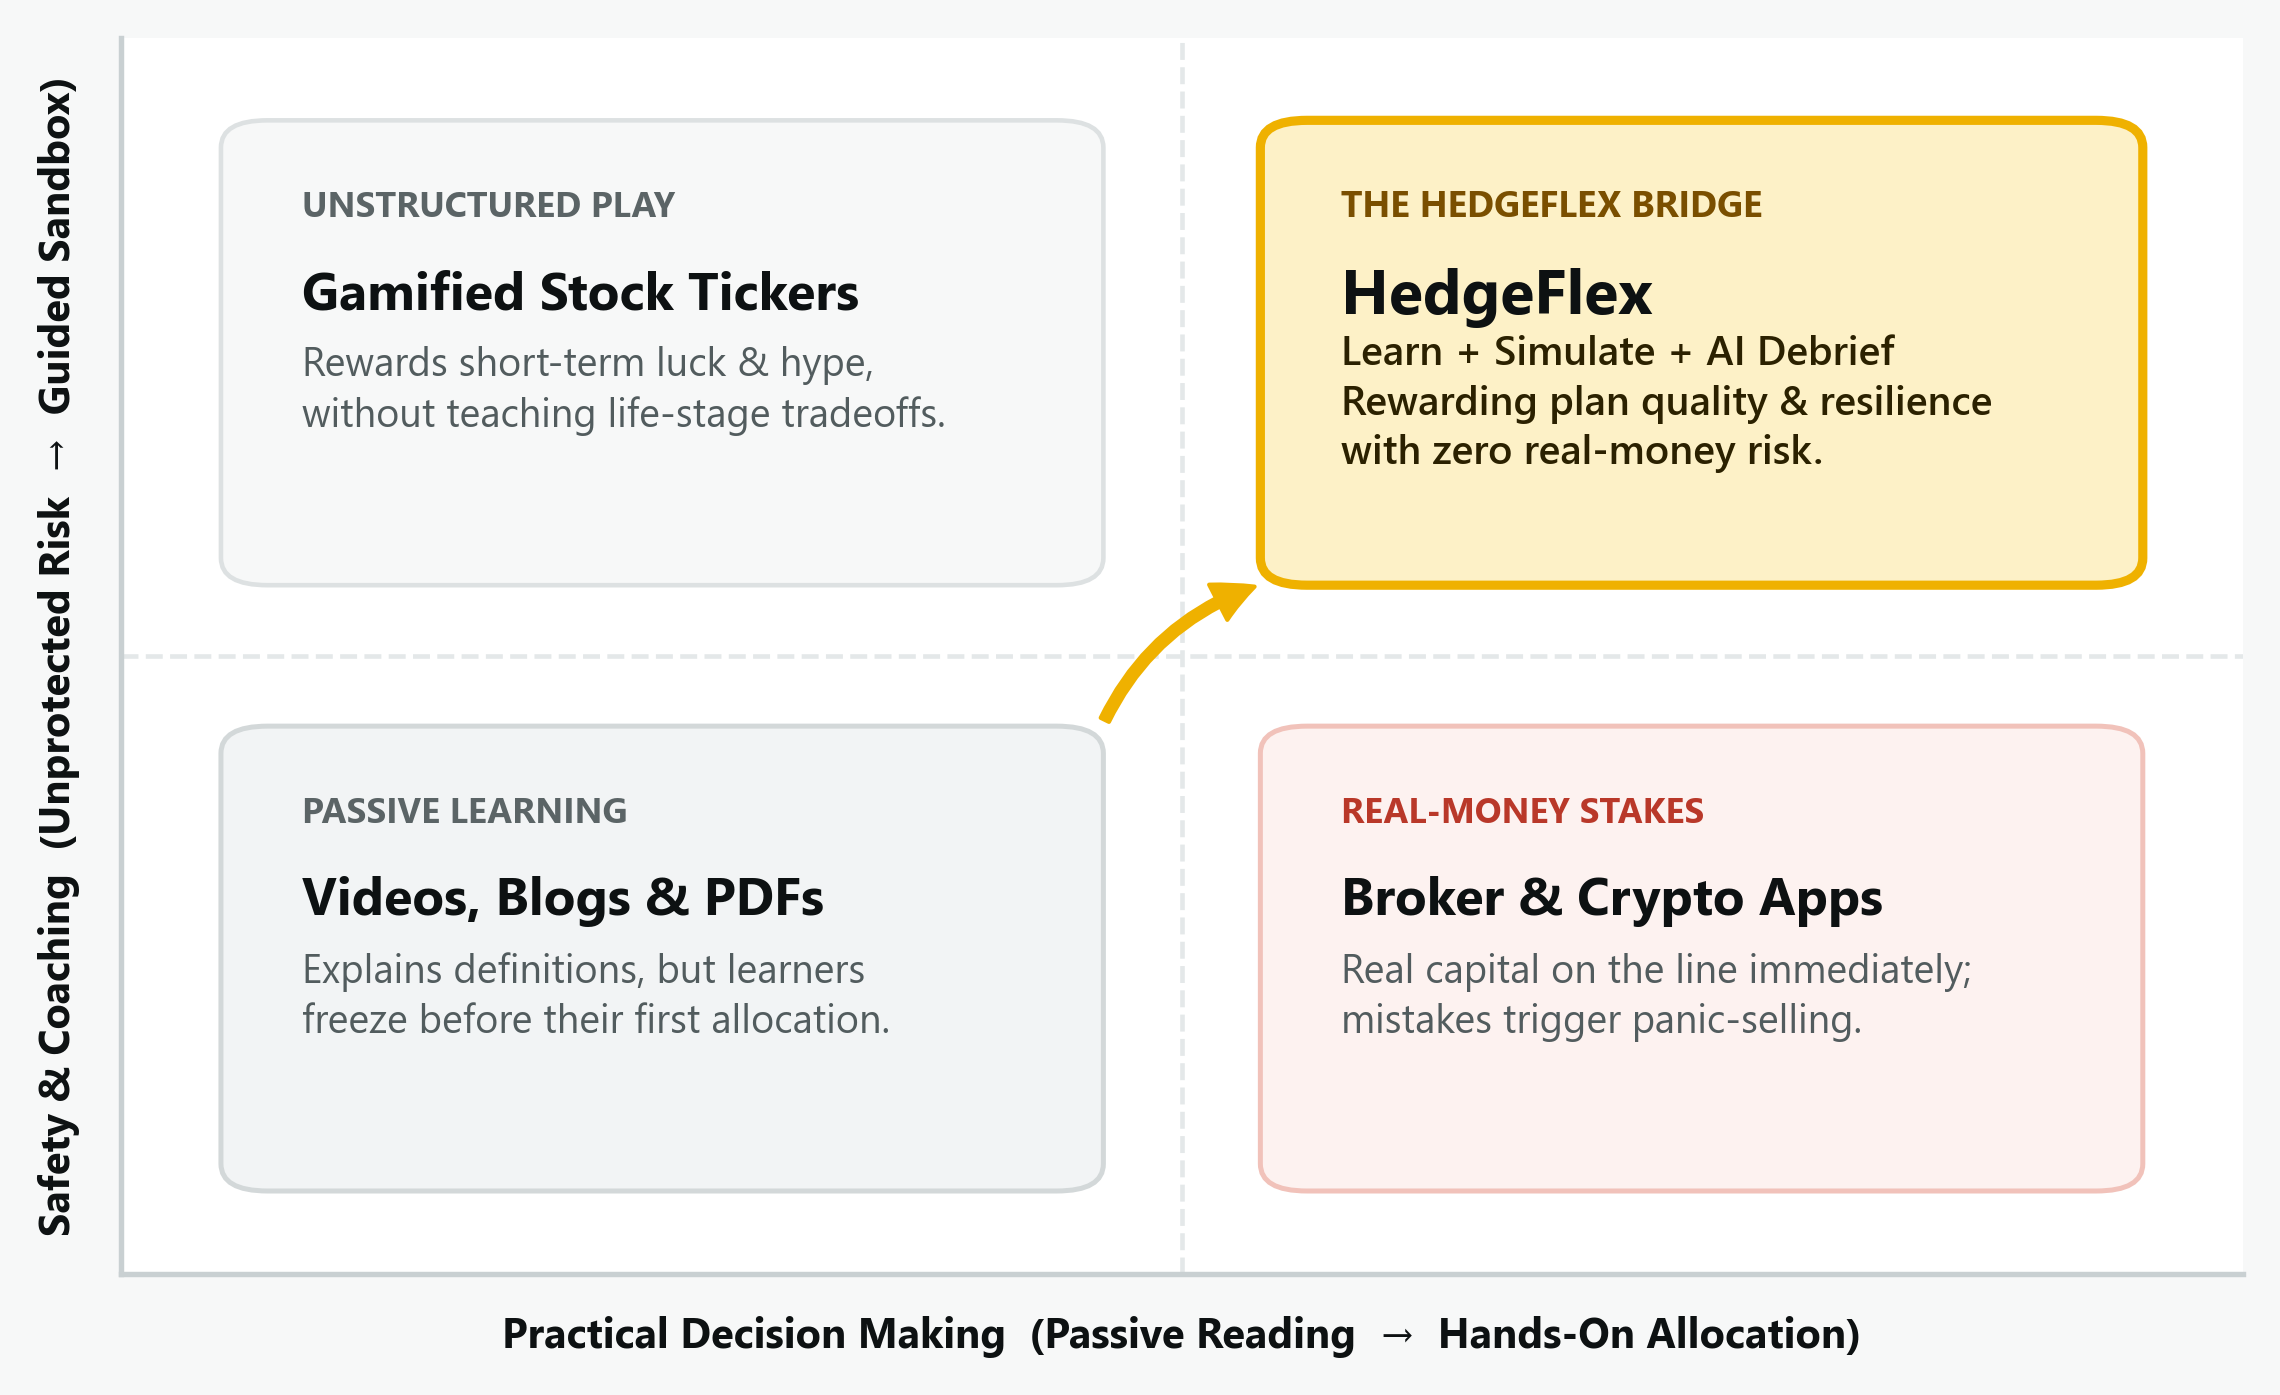 Safety & Coaching (Unprotected Risk → Guided Sandbox)
UNSTRUCTURED PLAY
Gamified Stock Tickers
Rewards short-term luck & hype,
without teaching life-stage tradeoffs.
THE HEDGEFLEX BRIDGE
HedgeFlex
Learn + Simulate + AI Debrief
Rewarding plan quality & resilience
with zero real-money risk.
PASSIVE LEARNING
Videos, Blogs & PDFs
Explains definitions, but learners
freeze before their first allocation.
REAL-MONEY STAKES
Broker & Crypto Apps
Real capital on the line immediately;
mistakes trigger panic-selling.
Practical Decision Making (Passive Reading → Hands-On Allocation)